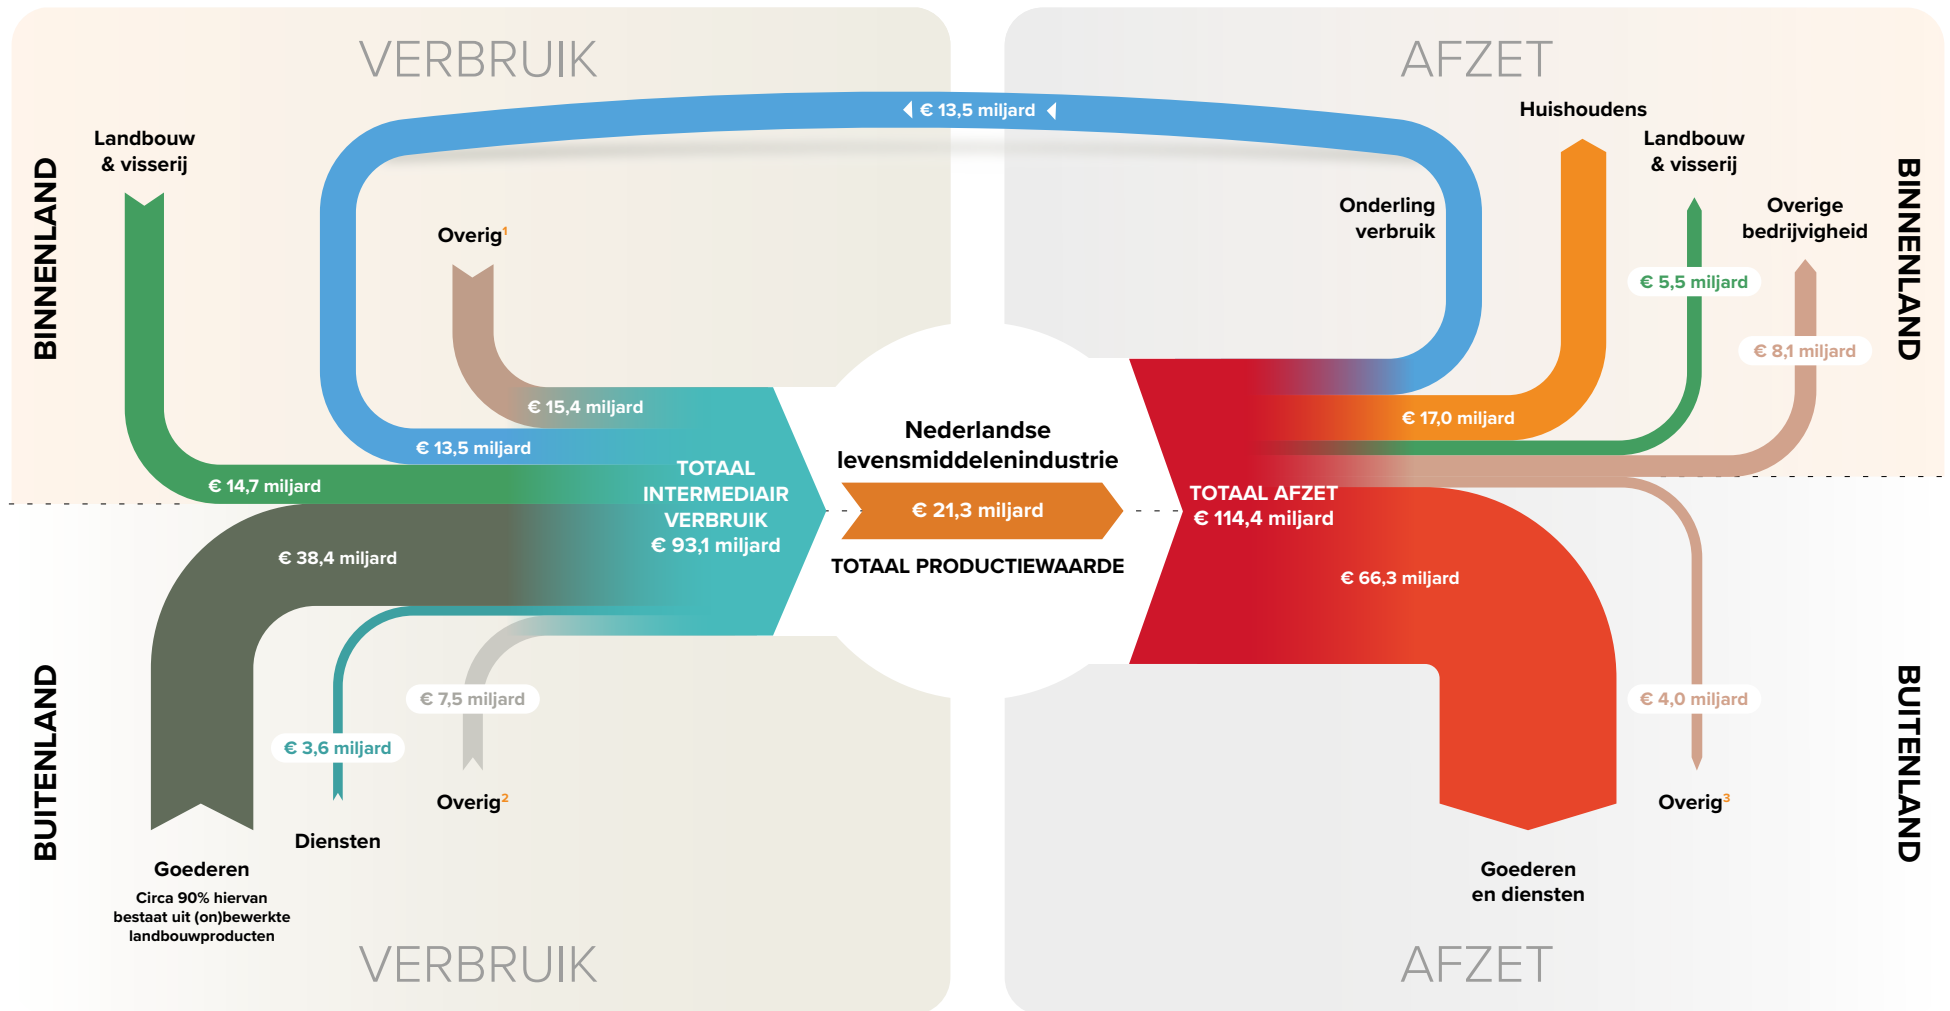 VERBRUIK
AFZET
BINNENLAND
Landbouw
& visserij
Overig¹
€ 13,5 miljard
Onderling
verbruik
Huishoudens
Landbouw
& visserij
Overige
bedrijvigheid
BINNENLAND
€ 5,5 miljard
€ 8,1 miljard
€ 15,4 miljard
€ 13,5 miljard
€ 14,7 miljard
€ 38,4 miljard
TOTAAL
INTERMEDIAIR
VERBRUIK
€ 93,1 miljard
Nederlandse
levensmiddelenindustrie
€ 21,3 miljard
TOTAAL PRODUCTIEWAARDE
TOTAAL AFZET
€ 114,4 miljard
€ 17,0 miljard
€ 66,3 miljard
BUITENLAND
€ 7,5 miljard
€ 3,6 miljard
€ 4,0 miljard
BUITENLAND
Overig²
Diensten
Goederen
Circa 90% hiervan
bestaat uit (on)bewerkte
landbouwproducten
Overig³
Goederen
en diensten
VERBRUIK
AFZET